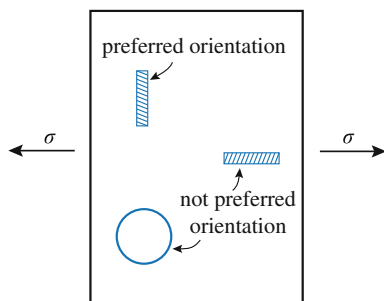 preferred orientation
σ
σ
not preferred
orientation